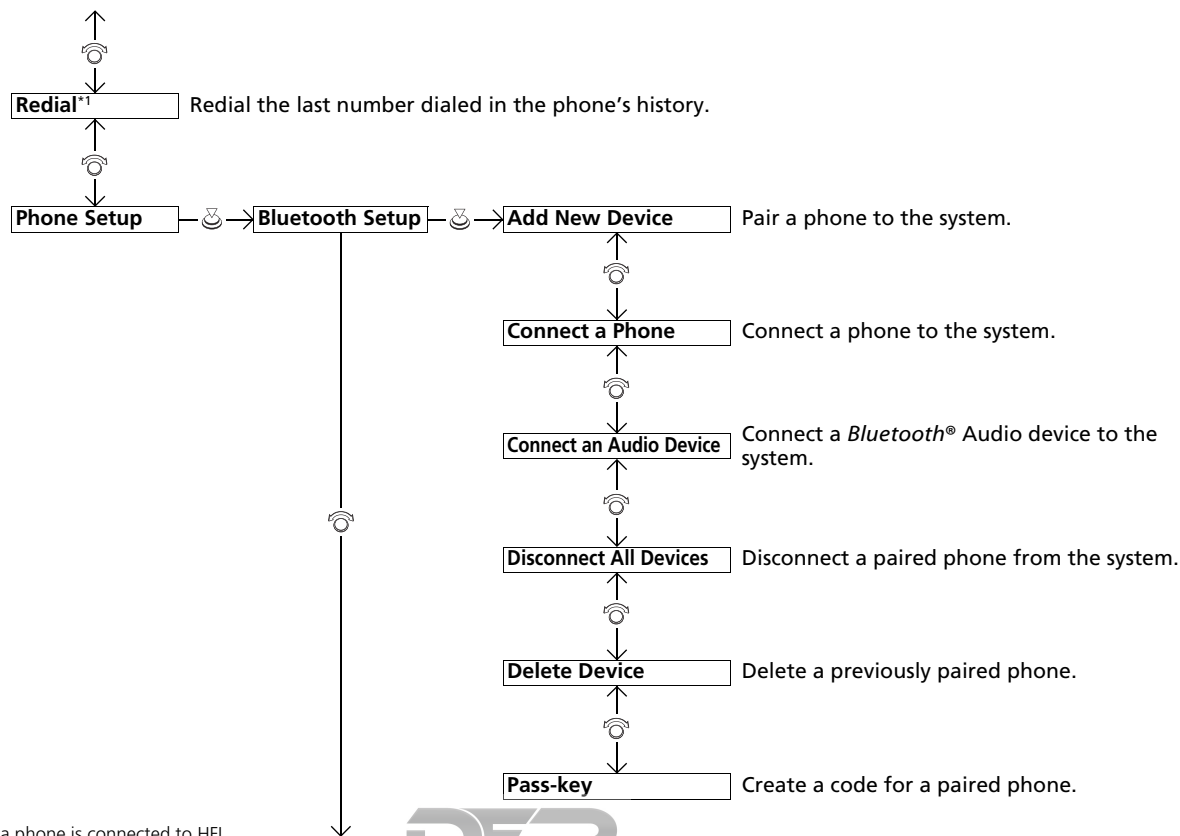 Redial*1 Redial the last number dialed in the phone's history.
Phone Setup Bluetooth Setup Add New Device Pair a phone to the system.
Connect a Phone Connect a phone to the system.
Connect an Audio Device Connect a Bluetooth® Audio device to the
system.
Disconnect All Devices Disconnect a paired phone from the system.
Delete Device Delete a previously paired phone.
Pass-key Create a code for a paired phone.
a phone is connected to HFL